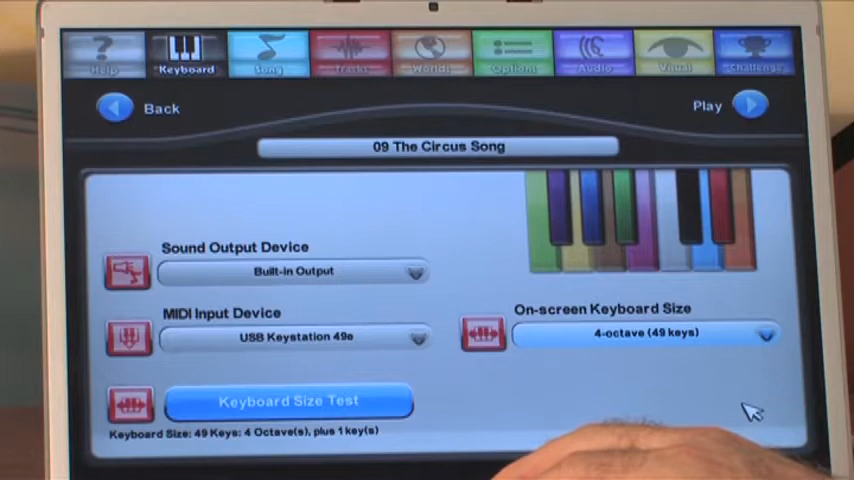 Help Keyboard Song Tracks Worlds Options Audio Visual Challenge
Back Play
09 The Circus Song
Sound Output Device
Built-in Output
MIDI Input Device
USB Keystation 49e
On-screen Keyboard Size
4-octave (49 keys)
Keyboard Size Test
Keyboard Size: 49 Keys: 4 Octave(s), plus 1 key(s)